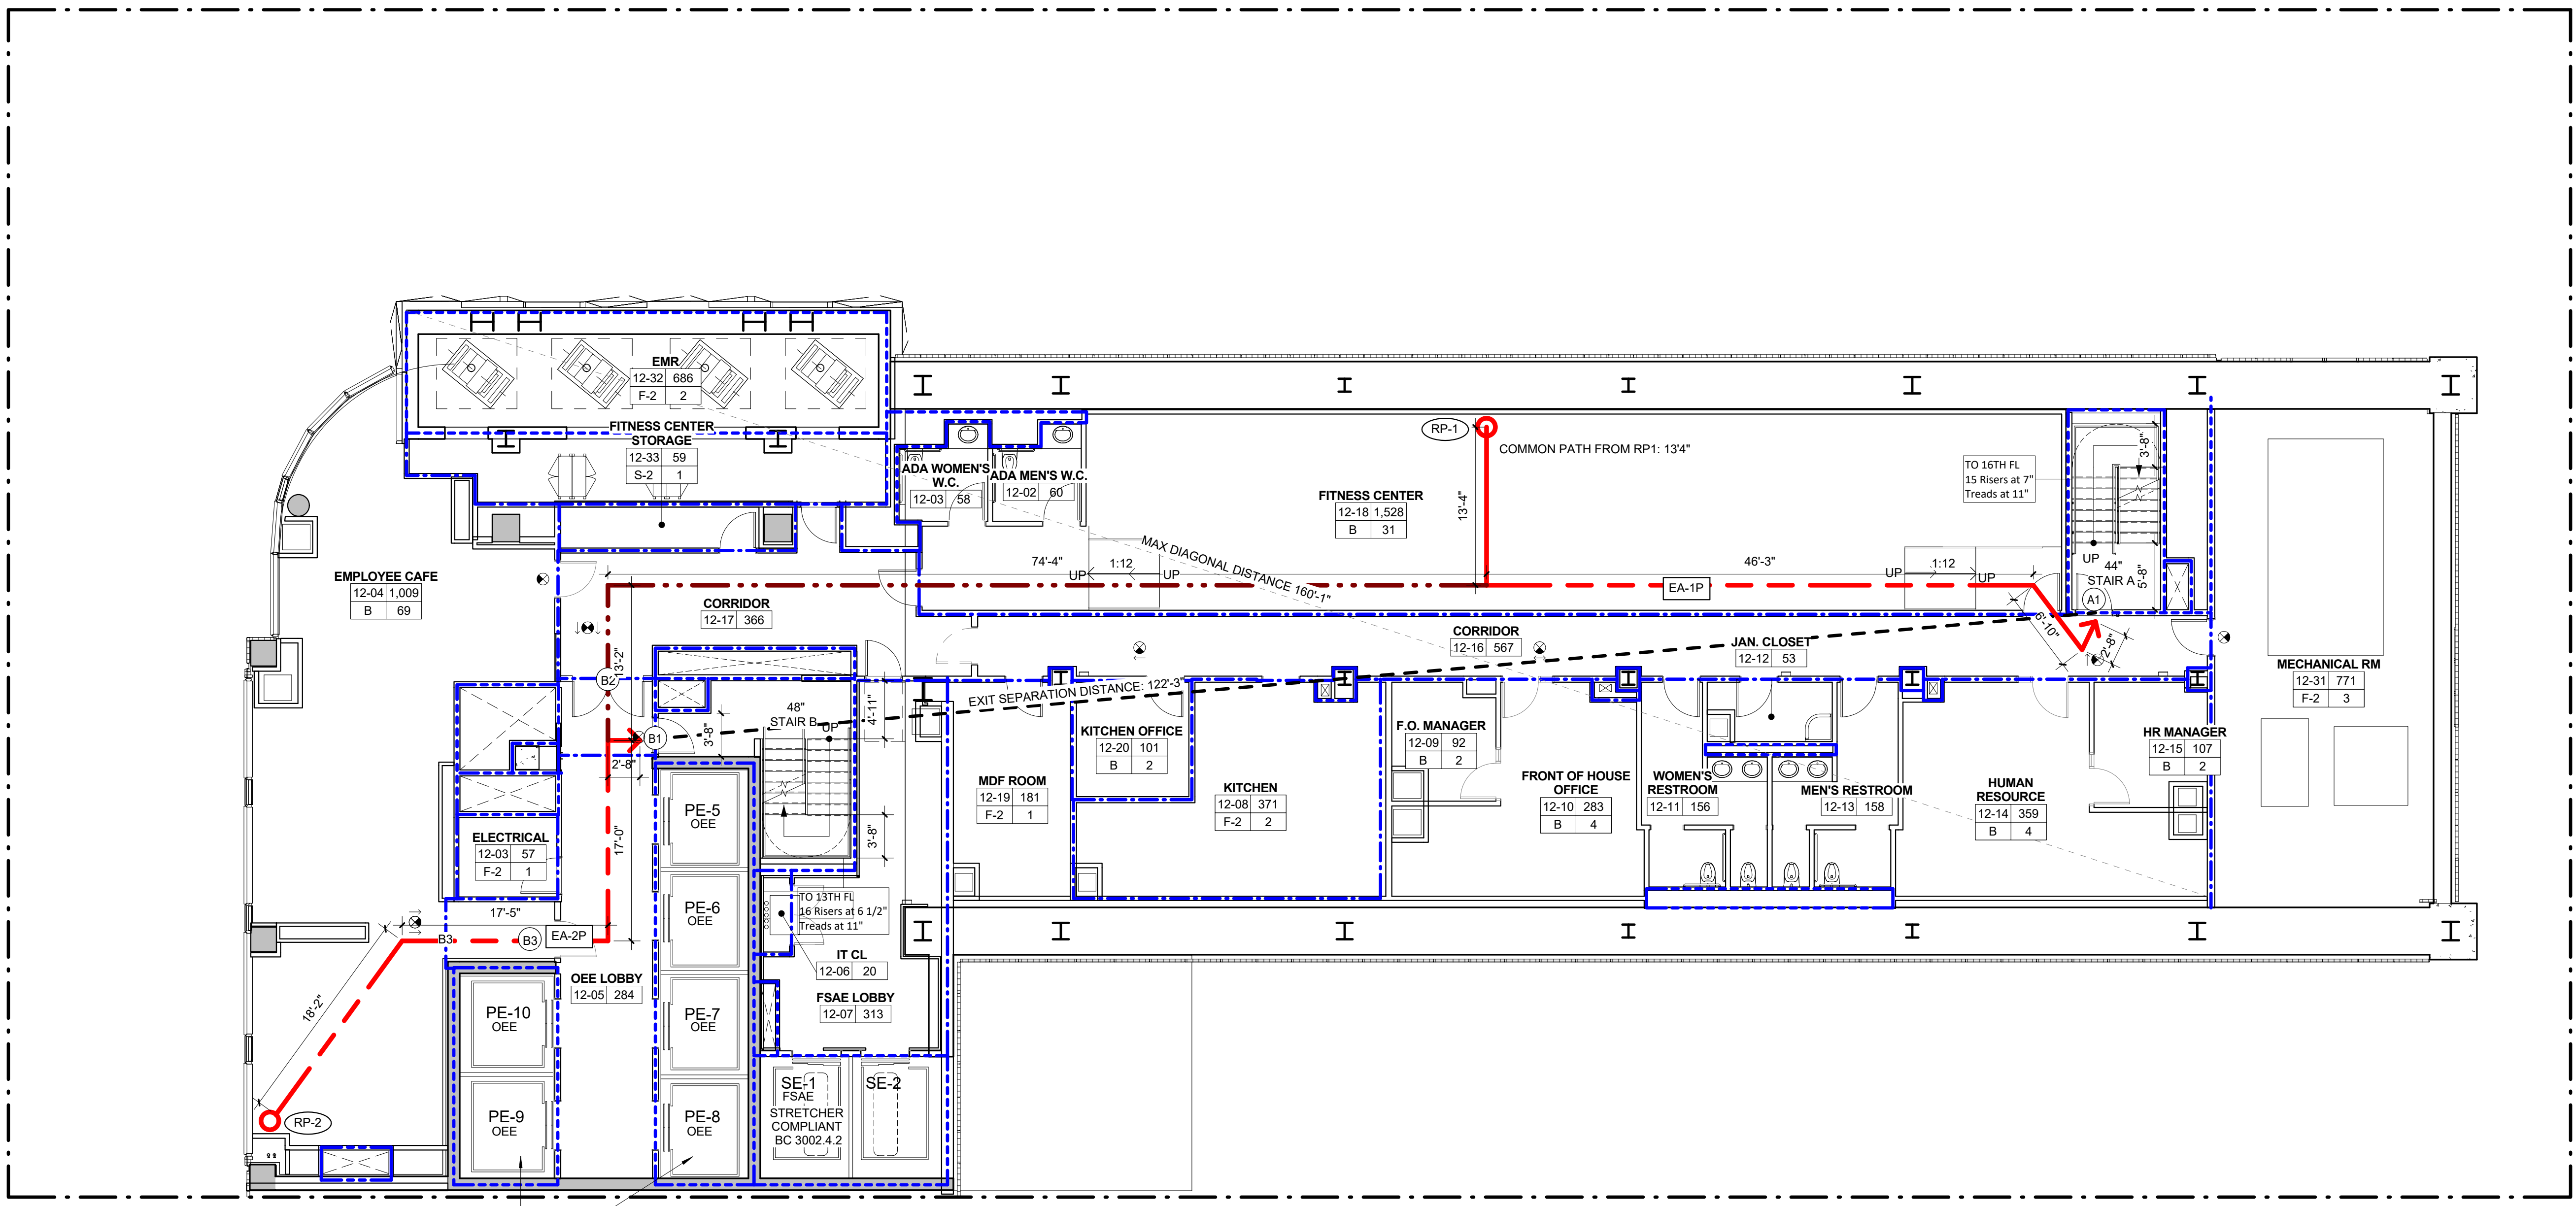 EMR
12-32 686
F-2 2
FITNESS CENTER
STORAGE
12-33 59
S-2 1
ADA WOMEN'S
W.C.
12-03 58
ADA MEN'S W.C.
12-02 60
RP-1
COMMON PATH FROM RP1: 13'4"
13'-4"
FITNESS CENTER
12-18 1,528
B 31
TO 16TH FL
15 Risers at 7"
Treads at 11"
3'-8"
UP
44"
STAIR A
5'-8"
A1
EMPLOYEE CAFE
12-04 1,009
B 69
74'-4"
UP
1:12
UP
MAX DIAGONAL DISTANCE 160'-1"
46'-3"
EA-1P
UP
1:12
UP
6'-10"
2'-8"
CORRIDOR
12-17 366
CORRIDOR
12-16 567
JAN. CLOSET
12-12 53
MECHANICAL RM
12-31 771
F-2 3
13'-2"
B2
B1
2'-8"
3'-8"
48"
STAIR B
UP
4'-11"
3'-8"
EXIT SEPARATION DISTANCE: 122'-3"
KITCHEN OFFICE
12-20 101
B 2
F.O. MANAGER
12-09 92
B 2
HR MANAGER
12-15 107
B 2
MDF ROOM
12-19 181
F-2 1
KITCHEN
12-08 371
F-2 2
FRONT OF HOUSE
OFFICE
12-10 283
B 4
WOMEN'S
RESTROOM
12-11 156
MEN'S RESTROOM
12-13 158
HUMAN
RESOURCE
12-14 359
B 4
PE-5
OEE
ELECTRICAL
12-03 57
F-2 1
17'-0"
17'-5"
PE-6
OEE
TO 13TH FL
16 Risers at 6 1/2"
Treads at 11"
B3
B3
EA-2P
IT CL
12-06 20
OEE LOBBY
12-05 284
FSAE LOBBY
12-07 313
18'-2"
PE-10
OEE
PE-7
OEE
RP-2
PE-9
OEE
PE-8
OEE
SE-1
FSAE
STRETCHER
COMPLIANT
BC 3002.4.2
SE-2